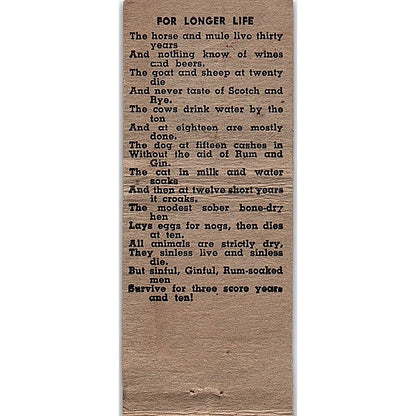 FOR LONGER LIFE
The horse and mule live thirty
years
And nothing know of wines
and beers.
The goat and sheep at twenty
die
And never taste of Scotch and
Rye.
The cows drink water by the
ton
And at eighteen are mostly
done.
The dog at fifteen cashes in
Without the aid of Rum and
Gin.
The cat in milk and water
soaks
And then at twelve short years
it croaks.
The modest sober bone-dry
hen
Lays eggs for nogs, then dies
at ten.
All animals are strictly dry,
They sinless live and sinless
die.
But sinful, Ginful, Rum-soaked
men
Survive for three score years
and ten!